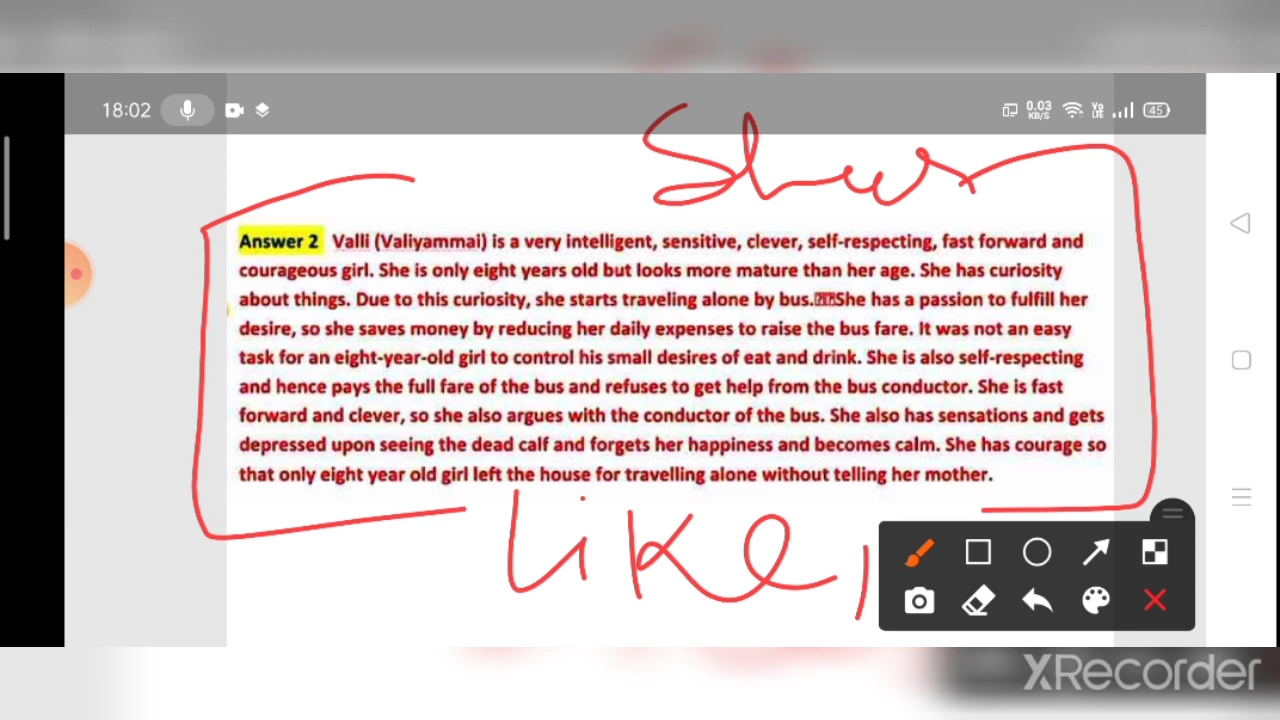 18:02
0.03
KB/S
Vo
LTE
45
Answer 2 Valli (Valiyammai) is a very intelligent, sensitive, clever, self-respecting, fast forward and
courageous girl. She is only eight years old but looks more mature than her age. She has curiosity
about things. Due to this curiosity, she starts traveling alone by bus. She has a passion to fulfill her
desire, so she saves money by reducing her daily expenses to raise the bus fare. It was not an easy
task for an eight-year-old girl to control his small desires of eat and drink. She is also self-respecting
and hence pays the full fare of the bus and refuses to get help from the bus conductor. She is fast
forward and clever, so she also argues with the conductor of the bus. She also has sensations and gets
depressed upon seeing the dead calf and forgets her happiness and becomes calm. She has courage so
that only eight year old girl left the house for travelling alone without telling her mother.
like,
XRecorder